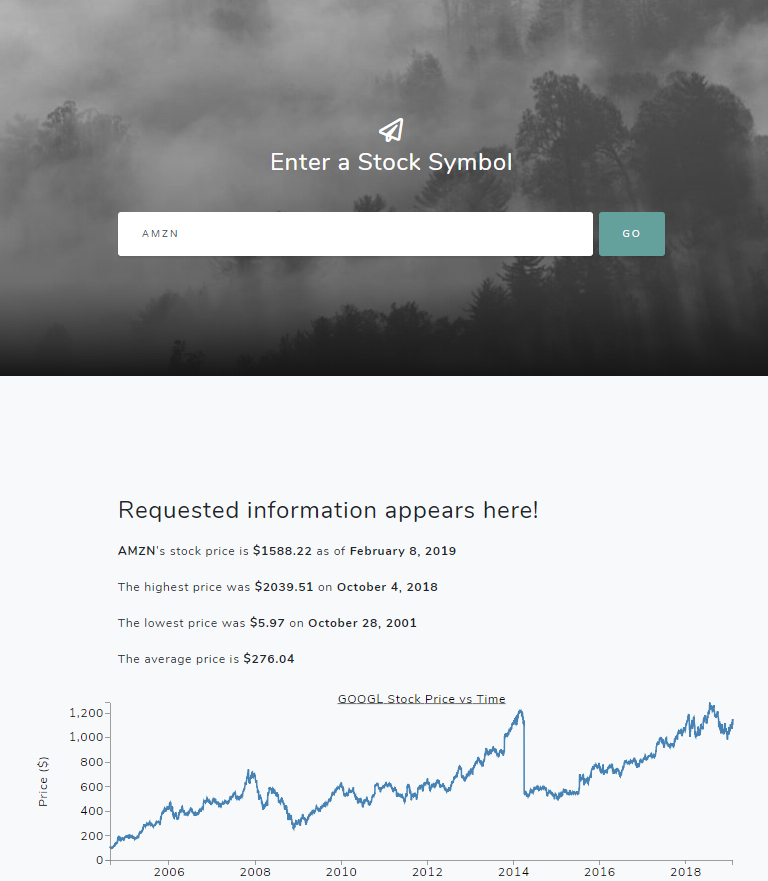 Enter a Stock Symbol
AMZN GO
Requested information appears here!
AMZN's stock price is $1588.22 as of February 8, 2019
The highest price was $2039.51 on October 4, 2018
The lowest price was $5.97 on October 28, 2001
The average price is $276.04
GOOGL Stock Price vs Time
1,200
1,000
800
600
400
200
0
Price ($)
2006 2008 2010 2012 2014 2016 2018